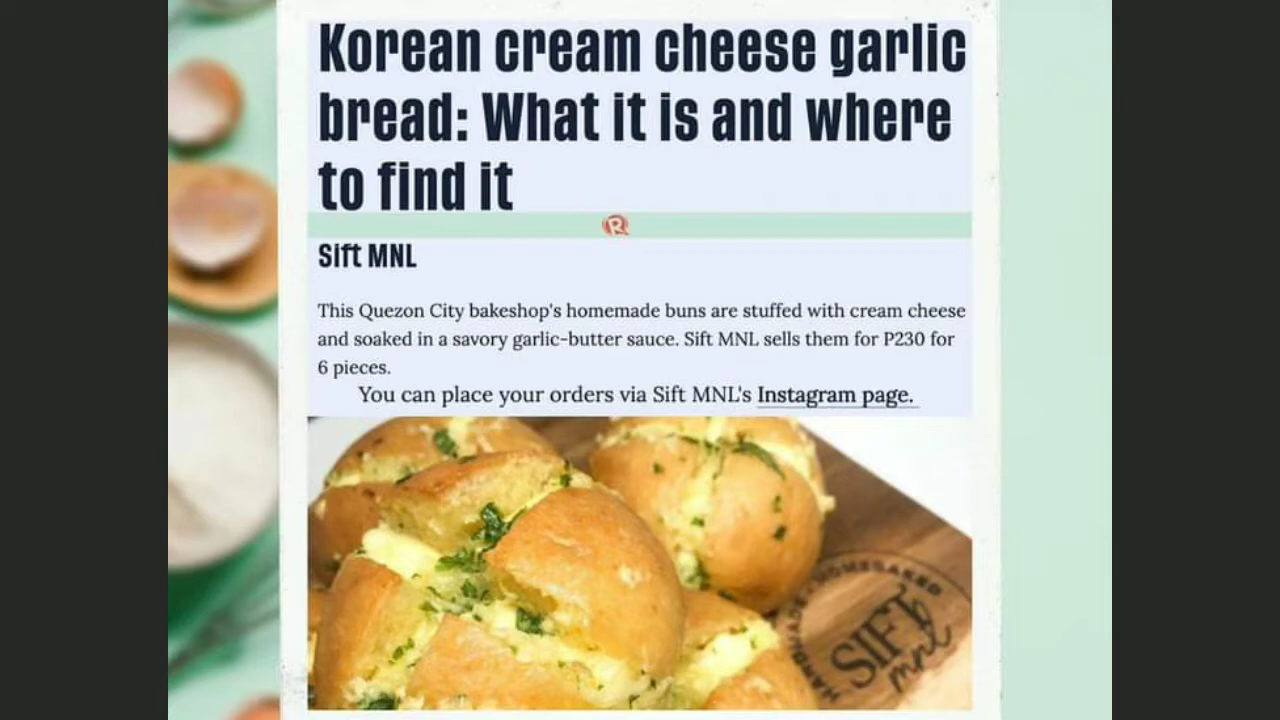 Korean cream cheese garlic
bread: What it is and where
to find it
R
Sift MNL
This Quezon City bakeshop's homemade buns are stuffed with cream cheese
and soaked in a savory garlic-butter sauce. Sift MNL sells them for P230 for
6 pieces.
You can place your orders via Sift MNL's Instagram page.
HANDMADE · HOMEBAKED
SIFT
mnl